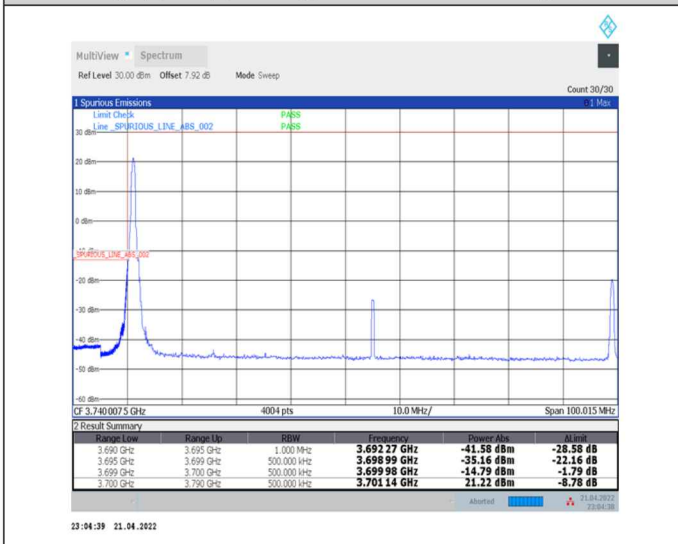 MultiView Spectrum
Ref Level 30.00 dBm Offset 7.92 dB Mode Sweep
Count 30/30
1 Spurious Emissions 1 Max
Limit Check PASS
Line _SPURIOUS_LINE_ABS_002 PASS
30 dBm
20 dBm
10 dBm
0 dBm
_SPURIOUS_LINE_ABS_002
-20 dBm
-30 dBm
-40 dBm
-50 dBm
-60 dBm
CF 3.7400075 GHz 4004 pts 10.0 MHz/ Span 100.015 MHz
2 Result Summary
Range Low Range Up RBW Frequency Power Abs ΔLimit
3.690 GHz 3.695 GHz 1.000 MHz 3.692 27 GHz -41.58 dBm -28.58 dB
3.695 GHz 3.699 GHz 500.000 kHz 3.698 99 GHz -35.16 dBm -22.16 dB
3.699 GHz 3.700 GHz 500.000 kHz 3.699 98 GHz -14.79 dBm -1.79 dB
3.700 GHz 3.790 GHz 500.000 kHz 3.701 14 GHz 21.22 dBm -8.78 dB
Aborted 21.04.2022
23:04:38
23:04:39 21.04.2022